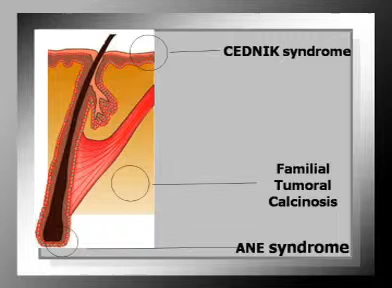 CEDNIK syndrome
Familial
Tumoral
Calcinosis
ANE syndrome